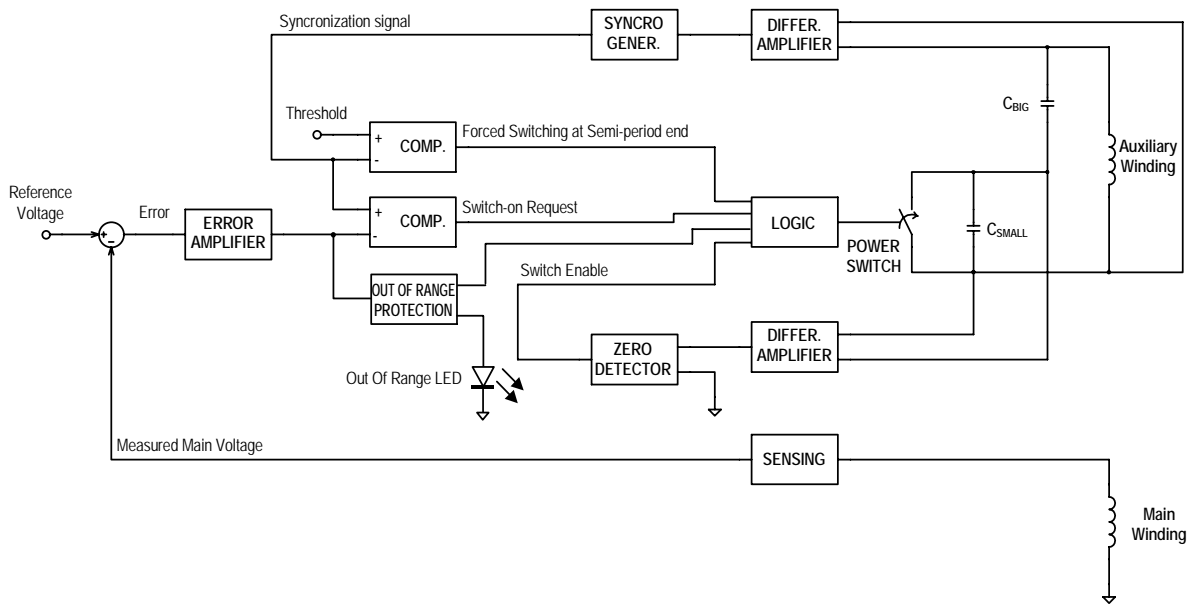 Syncronization signal
SYNCRO
GENER.
DIFFER.
AMPLIFIER
C_BIG
Threshold
+
-
COMP.
Forced Switching at Semi-period end
Auxiliary
Winding
Reference
Voltage
+
-
Error
ERROR
AMPLIFIER
+
-
COMP.
Switch-on Request
LOGIC
POWER
SWITCH
C_SMALL
OUT OF RANGE
PROTECTION
Switch Enable
ZERO
DETECTOR
DIFFER.
AMPLIFIER
Out Of Range LED
Measured Main Voltage
SENSING
Main
Winding